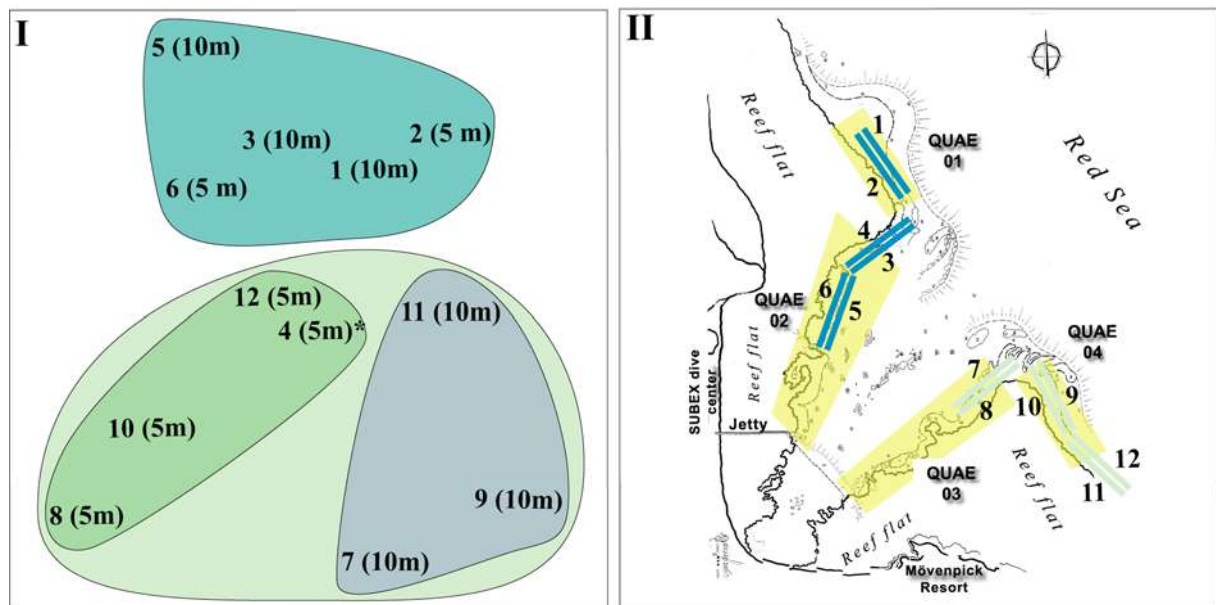 I
5 (10m)
3 (10m)
2 (5 m)
1 (10m)
6 (5 m)
12 (5m)
4 (5m)*
11 (10m)
10 (5m)
9 (10m)
8 (5m)
7 (10m)
II
Reef flat
1
QUAE
01
Red Sea
2
4
3
6
5
QUAE
02
Reef flat
SUBEX dive
center
Jetty
QUAE
04
7
8
10
9
12
11
QUAE
03
Reef flat
Reef flat
Mövenpick
Resort